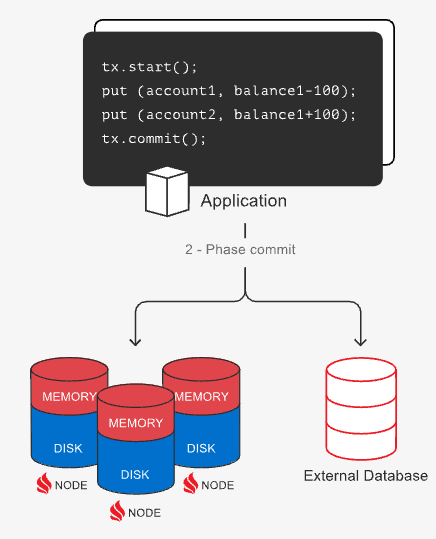 tx.start();
put (account1, balance1-100);
put (account2, balance1+100);
tx.commit();
Application
2 - Phase commit
MEMORY
MEMORY
MEMORY
DISK
DISK
DISK
NODE
NODE
NODE
External Database